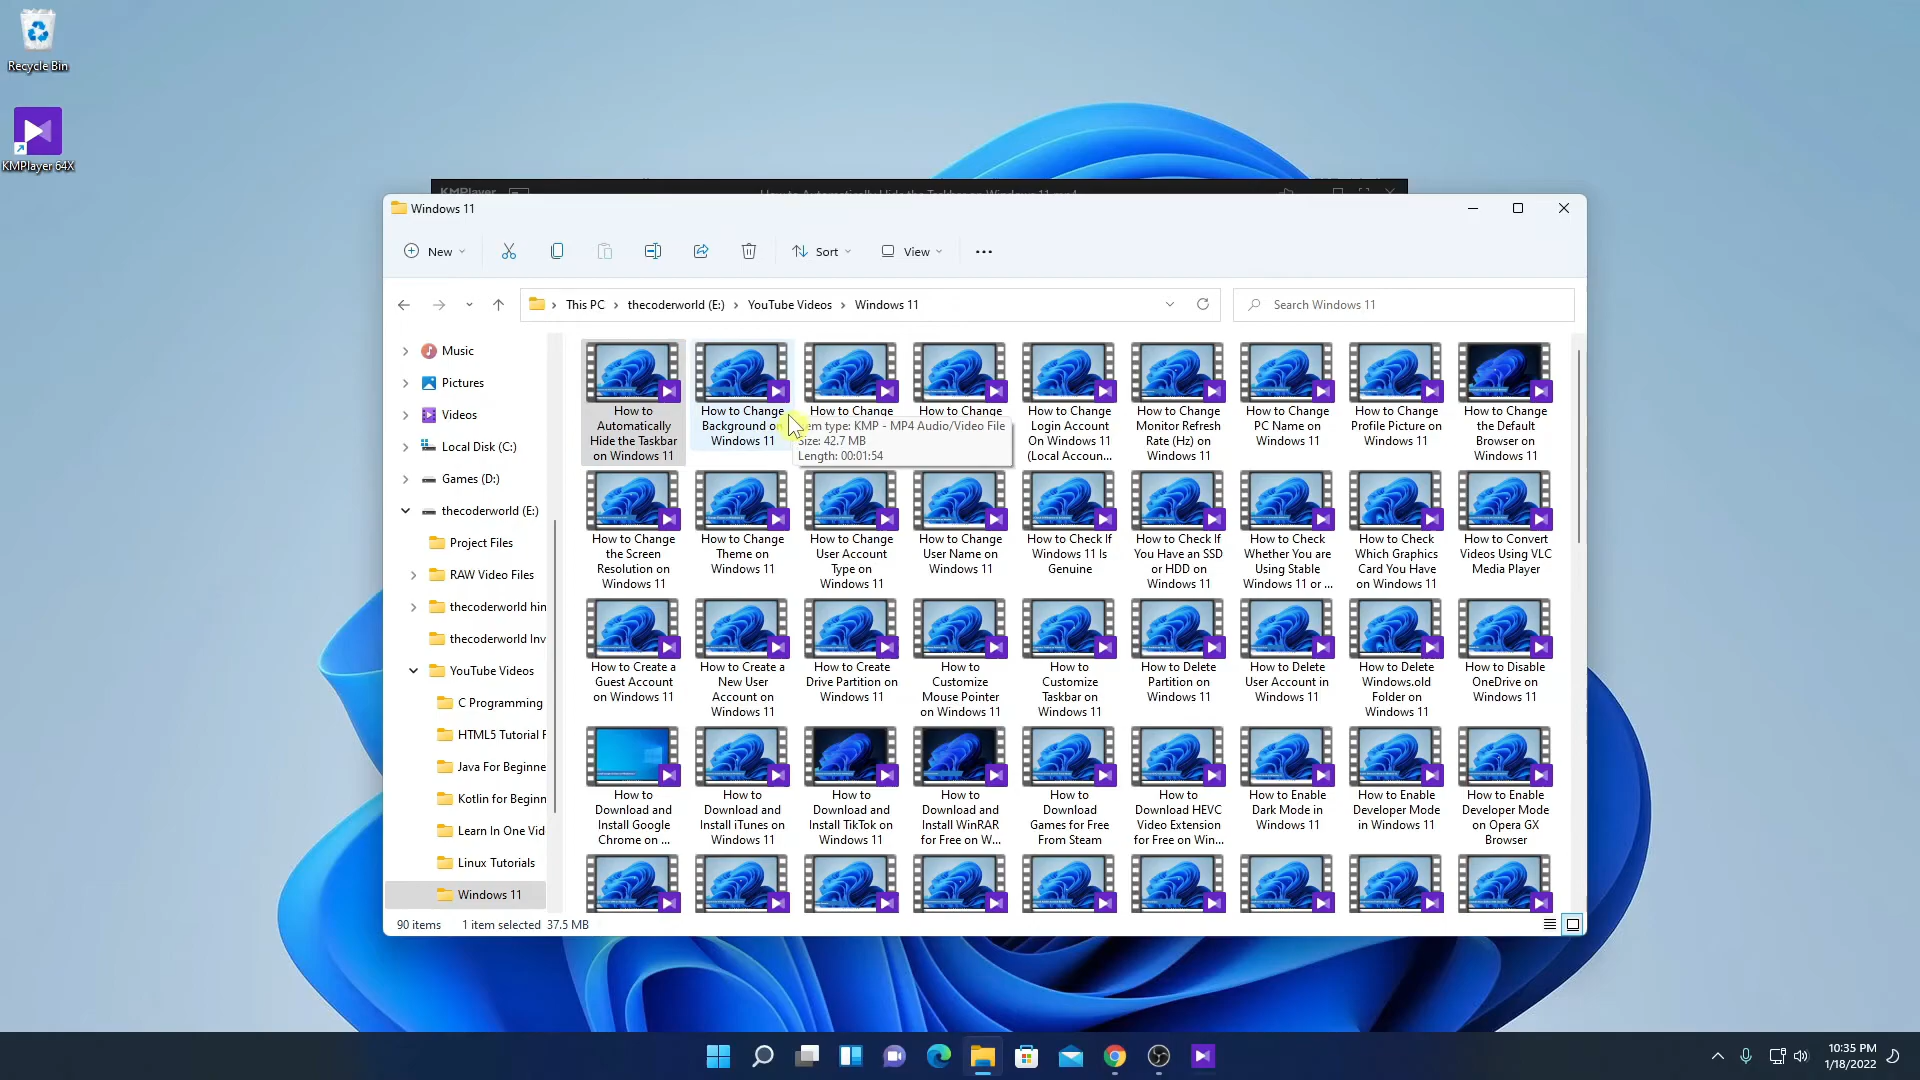 Recycle Bin
KMPlayer 64X
KMPlayer
How to Automatically Hide the Taskbar on Windows 11.mp4
Windows 11
New
Sort
View
This PC
thecoderworld (E:)
YouTube Videos
Windows 11
Search Windows 11
Music
Pictures
Videos
Local Disk (C:)
Games (D:)
thecoderworld (E:)
Project Files
RAW Video Files
thecoderworld hin
thecoderworld Inv
YouTube Videos
C Programming
HTML5 Tutorial F
Java For Beginne
Kotlin for Beginn
Learn In One Vid
Linux Tutorials
Windows 11
How to
Automatically
Hide the Taskbar
on Windows 11
How to Change
Background on
Windows 11
How to Change
How to Change
How to Change
Login Account
On Windows 11
(Local Accoun...
How to Change
Monitor Refresh
Rate (Hz) on
Windows 11
How to Change
PC Name on
Windows 11
How to Change
Profile Picture on
Windows 11
How to Change
the Default
Browser on
Windows 11
Item type: KMP - MP4 Audio/Video File
Size: 42.7 MB
Length: 00:01:54
How to Change
the Screen
Resolution on
Windows 11
How to Change
Theme on
Windows 11
How to Change
User Account
Type on
Windows 11
How to Change
User Name on
Windows 11
How to Check If
Windows 11 Is
Genuine
How to Check If
You Have an SSD
or HDD on
Windows 11
How to Check
Whether You are
Using Stable
Windows 11 or ...
How to Check
Which Graphics
Card You Have
on Windows 11
How to Convert
Videos Using VLC
Media Player
How to Create a
Guest Account
on Windows 11
How to Create a
New User
Account on
Windows 11
How to Create
Drive Partition on
Windows 11
How to
Customize
Mouse Pointer
on Windows 11
How to
Customize
Taskbar on
Windows 11
How to Delete
Partition on
Windows 11
How to Delete
User Account in
Windows 11
How to Delete
Windows.old
Folder on
Windows 11
How to Disable
OneDrive on
Windows 11
How to
Download and
Install Google
Chrome on ...
How to
Download and
Install iTunes on
Windows 11
How to
Download and
Install TikTok on
Windows 11
How to
Download and
Install WinRAR
for Free on W...
How to
Download
Games for Free
From Steam
How to
Download HEVC
Video Extension
for Free on Win...
How to Enable
Dark Mode in
Windows 11
How to Enable
Developer Mode
in Windows 11
How to Enable
Developer Mode
on Opera GX
Browser
90 items
1 item selected 37.5 MB
10:35 PM
1/18/2022